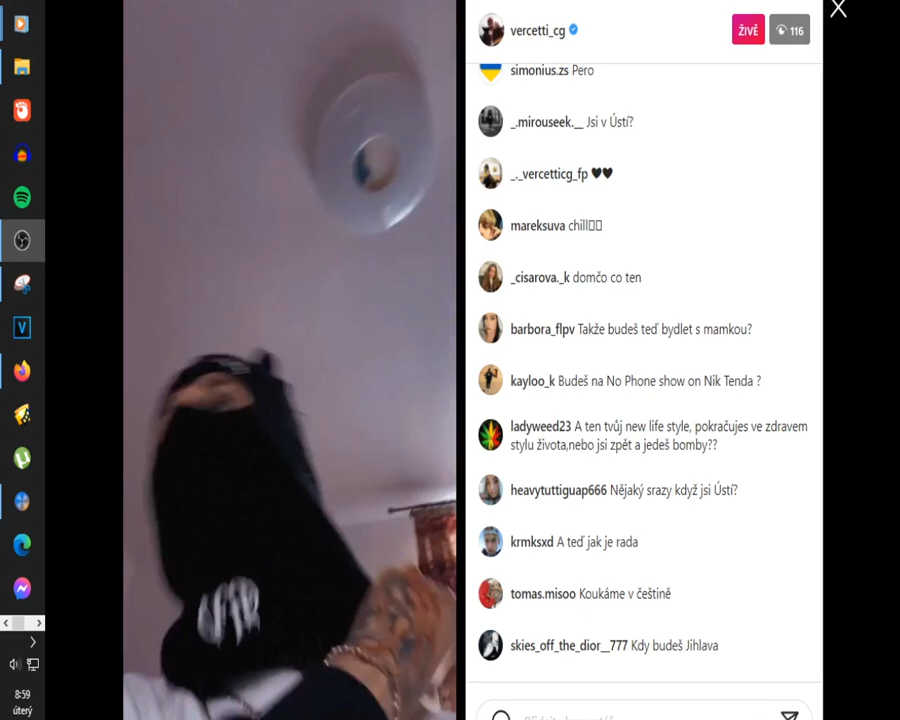 vercetti_cg
ŽIVĚ
116
simonius.zs Pero
_.mirouseek.__ Jsi v Ústí?
_._vercetticg_fp ♥♥
mareksuva chill▯▯
_cisarova._k domčo co ten
barbora_flpv Takže budeš teď bydlet s mamkou?
kayloo_k Budeš na No Phone show on Nik Tenda ?
ladyweed23 A ten tvůj new life style, pokračujes ve zdravem
stylu života,nebo jsi zpět a jedeš bomby??
heavytuttiguap666 Nějaký srazy když jsi Ústí?
krmksxd A teď jak je rada
tomas.misoo Koukáme v češtině
skies_off_the_dior__777 Kdy budeš Jihlava
8:59
úterý